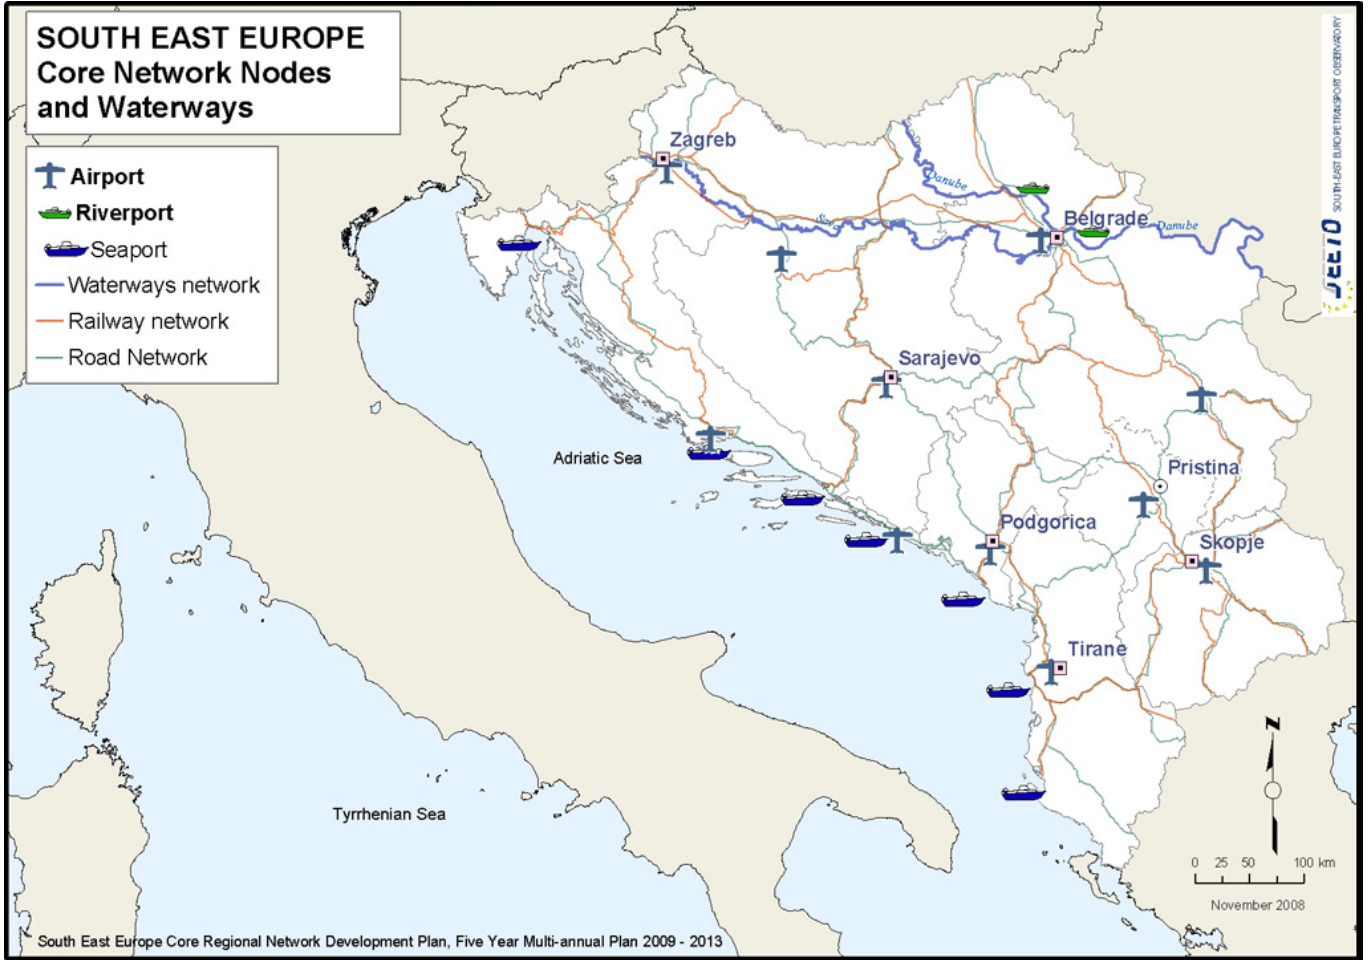 SOUTH EAST EUROPE
Core Network Nodes
and Waterways
Airport
Riverport
Seaport
Waterways network
Railway network
Road Network
SEETO SOUTH-EAST EUROPE TRANSPORT OBSERVATORY
Zagreb
Danube
Belgrade
Danube
Sarajevo
Adriatic Sea
Pristina
Podgorica
Skopje
Tirane
Tyrrhenian Sea
N
0 25 50 100 km
November 2008
South East Europe Core Regional Network Development Plan, Five Year Multi-annual Plan 2009 - 2013